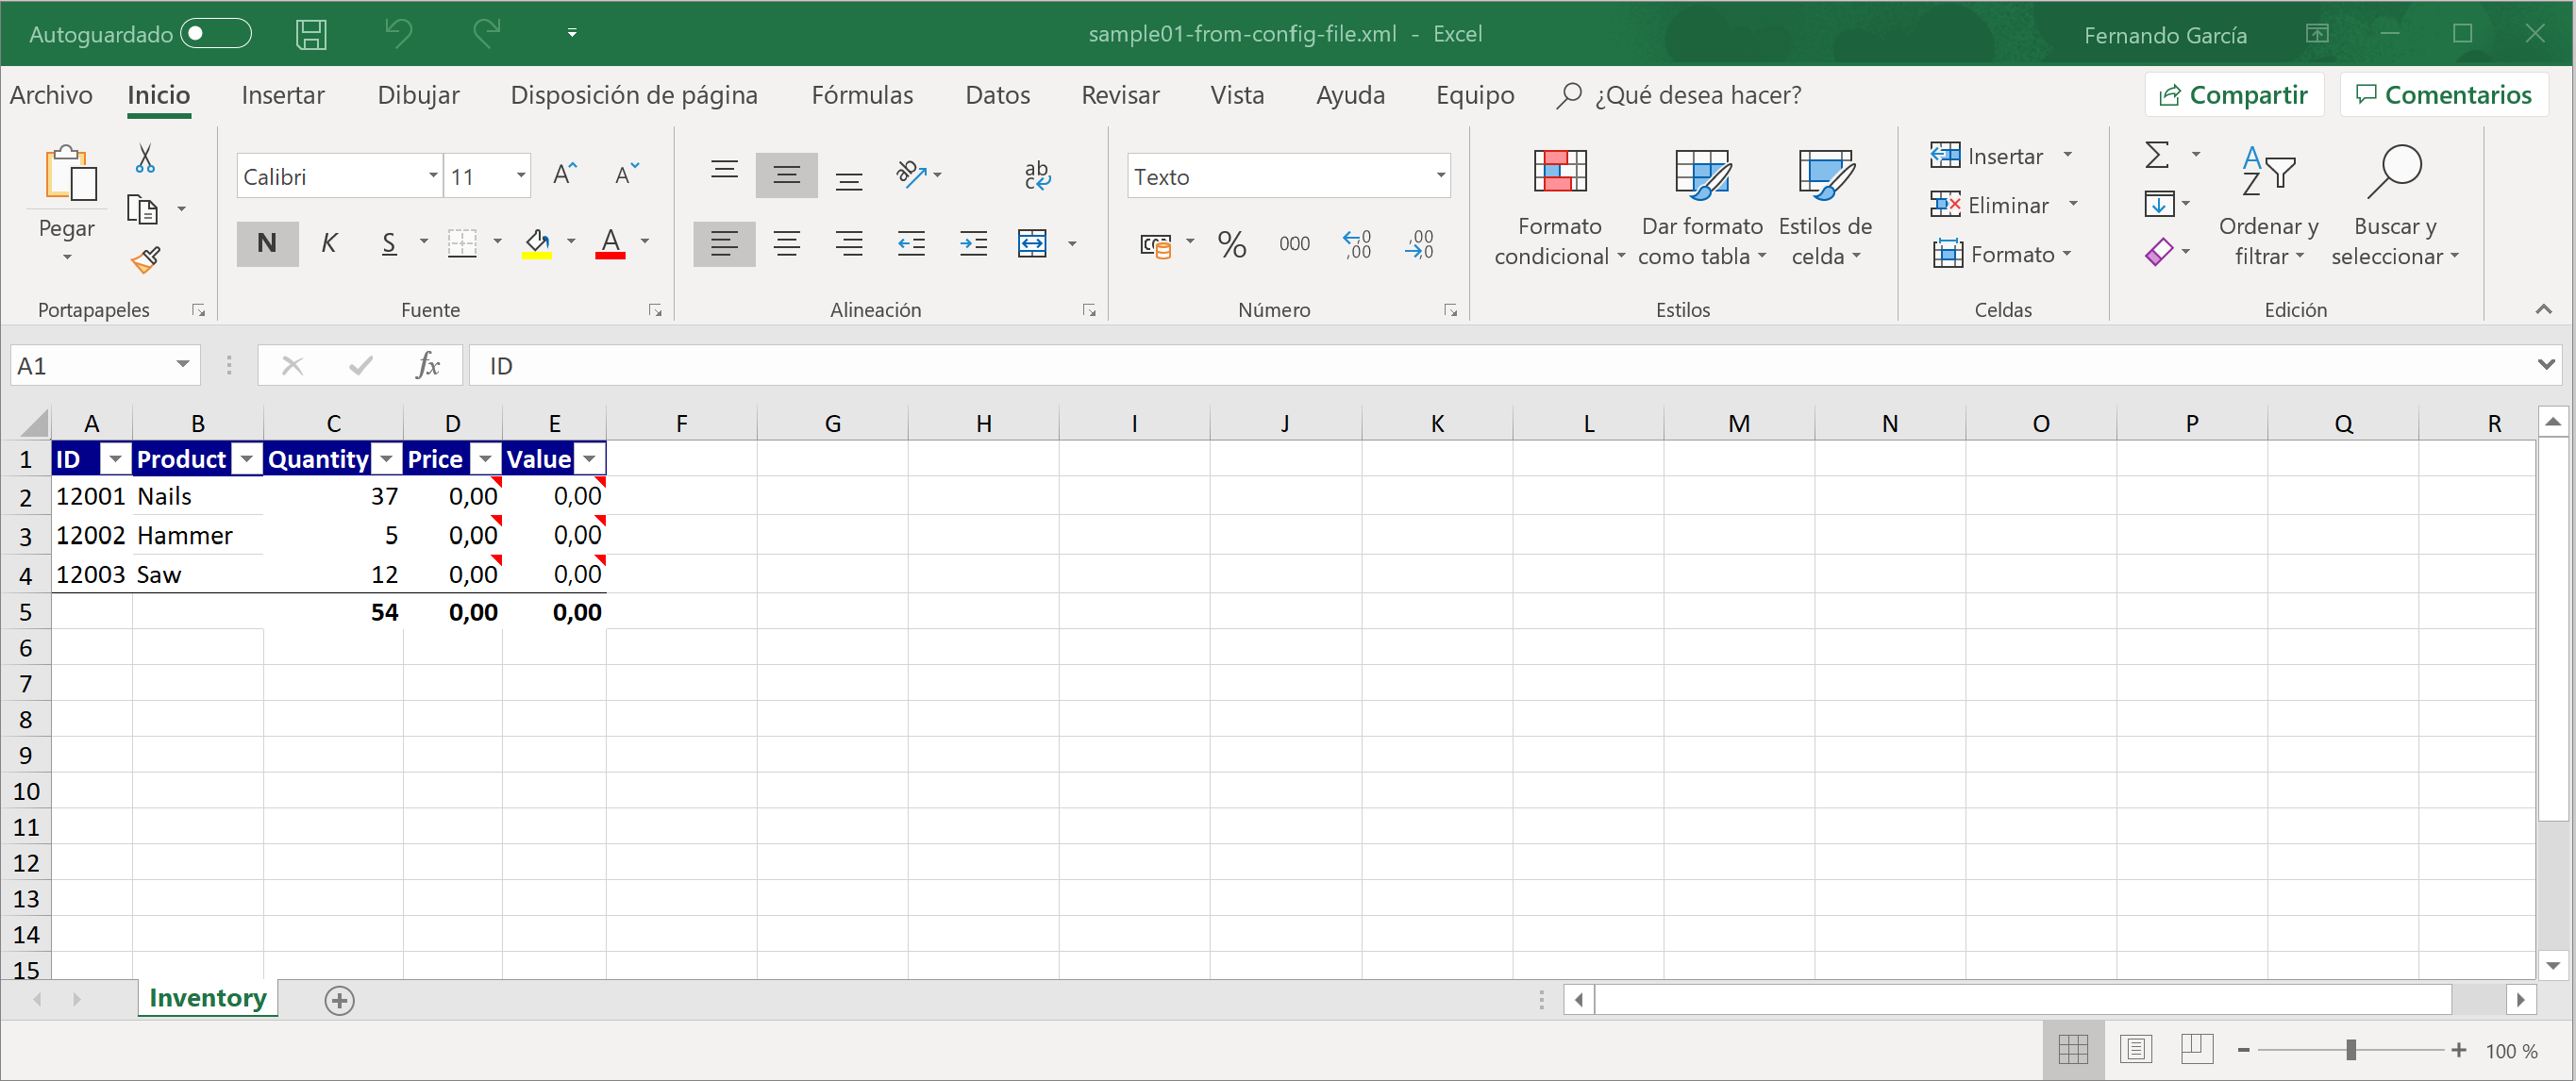 Autoguardado
sample01-from-config-file.xml - Excel
Fernando García
Archivo Inicio Insertar Dibujar Disposición de página Fórmulas Datos Revisar Vista Ayuda Equipo ¿Qué desea hacer? Compartir Comentarios
Pegar
Portapapeles
Calibri 11
N K S
Fuente
Alineación
Texto
% 000
Número
Formato condicional
Dar formato como tabla
Estilos de celda
Estilos
Insertar
Eliminar
Formato
Celdas
Ordenar y filtrar
Buscar y seleccionar
Edición
A1 fx ID
A B C D E F G H I J K L M N O P Q R
1 ID Product Quantity Price Value
2 12001 Nails 37 0,00 0,00
3 12002 Hammer 5 0,00 0,00
4 12003 Saw 12 0,00 0,00
5 54 0,00 0,00
6
7
8
9
10
11
12
13
14
15
Inventory
100 %